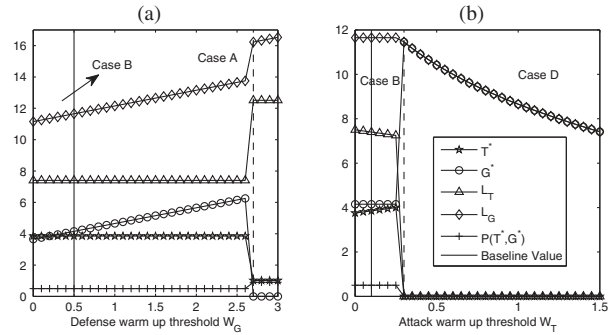 (a)
16
14
12
10
8
6
4
2
0
0
0.5
1
1.5
2
2.5
3
Case B
Case A
Defense warm up threshold W_G
(b)
12
10
8
6
4
2
0
0
0.5
1
1.5
Case B
Case D
T*
G*
L_T
L_G
P(T*,G*)
Baseline Value
Attack warm up threshold W_T